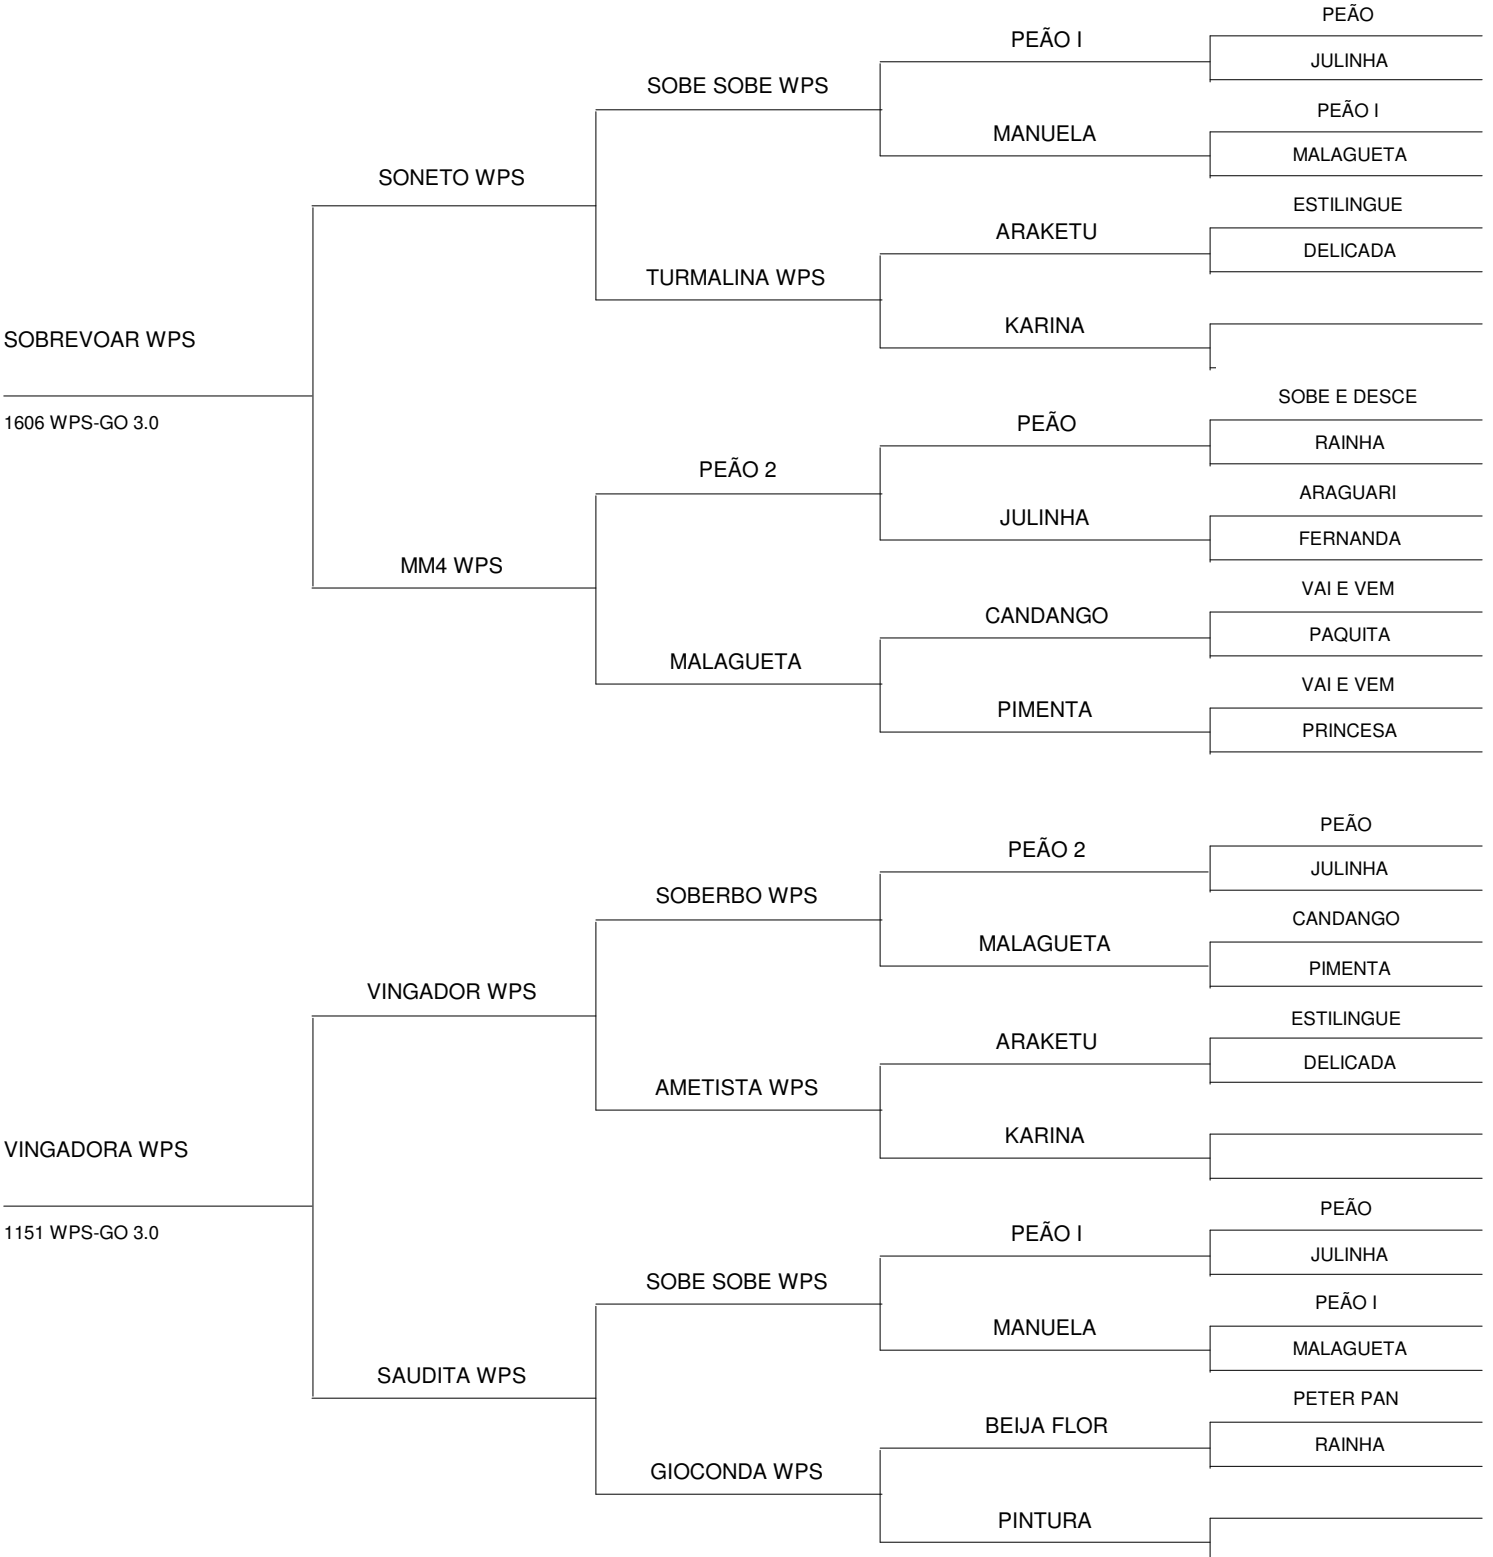 PEÃO
PEÃO I
JULINHA
SOBE SOBE WPS
PEÃO I
MANUELA
MALAGUETA
SONETO WPS
ESTILINGUE
ARAKETU
DELICADA
TURMALINA WPS
KARINA
SOBREVOAR WPS
SOBE E DESCE
1606 WPS-GO 3.0
PEÃO
RAINHA
PEÃO 2
ARAGUARI
JULINHA
FERNANDA
MM4 WPS
VAI E VEM
CANDANGO
PAQUITA
MALAGUETA
VAI E VEM
PIMENTA
PRINCESA
PEÃO
PEÃO 2
JULINHA
SOBERBO WPS
CANDANGO
MALAGUETA
PIMENTA
VINGADOR WPS
ESTILINGUE
ARAKETU
DELICADA
AMETISTA WPS
KARINA
VINGADORA WPS
PEÃO
1151 WPS-GO 3.0
PEÃO I
JULINHA
SOBE SOBE WPS
PEÃO I
MANUELA
MALAGUETA
SAUDITA WPS
PETER PAN
BEIJA FLOR
RAINHA
GIOCONDA WPS
PINTURA